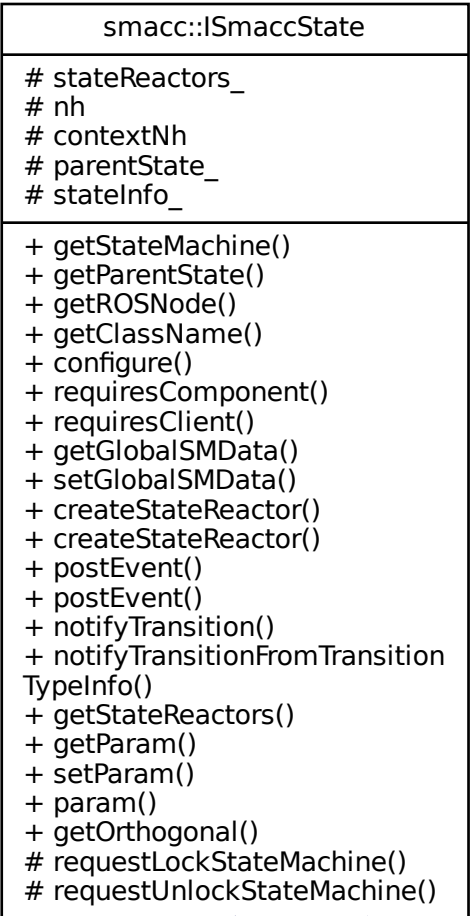 smacc::ISmaccState
# stateReactors_
# nh
# contextNh
# parentState_
# stateInfo_
+ getStateMachine()
+ getParentState()
+ getROSNode()
+ getClassName()
+ configure()
+ requiresComponent()
+ requiresClient()
+ getGlobalSMData()
+ setGlobalSMData()
+ createStateReactor()
+ createStateReactor()
+ postEvent()
+ postEvent()
+ notifyTransition()
+ notifyTransitionFromTransition
TypeInfo()
+ getStateReactors()
+ getParam()
+ setParam()
+ param()
+ getOrthogonal()
# requestLockStateMachine()
# requestUnlockStateMachine()